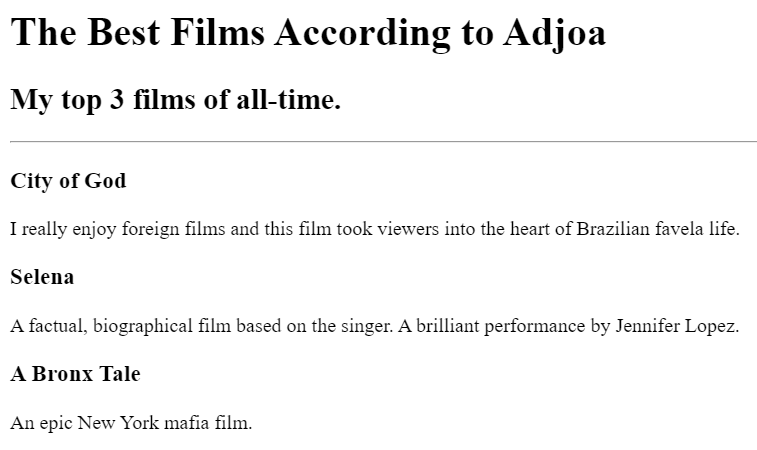 The Best Films According to Adjoa
My top 3 films of all-time.
City of God
I really enjoy foreign films and this film took viewers into the heart of Brazilian favela life.
Selena
A factual, biographical film based on the singer. A brilliant performance by Jennifer Lopez.
A Bronx Tale
An epic New York mafia film.